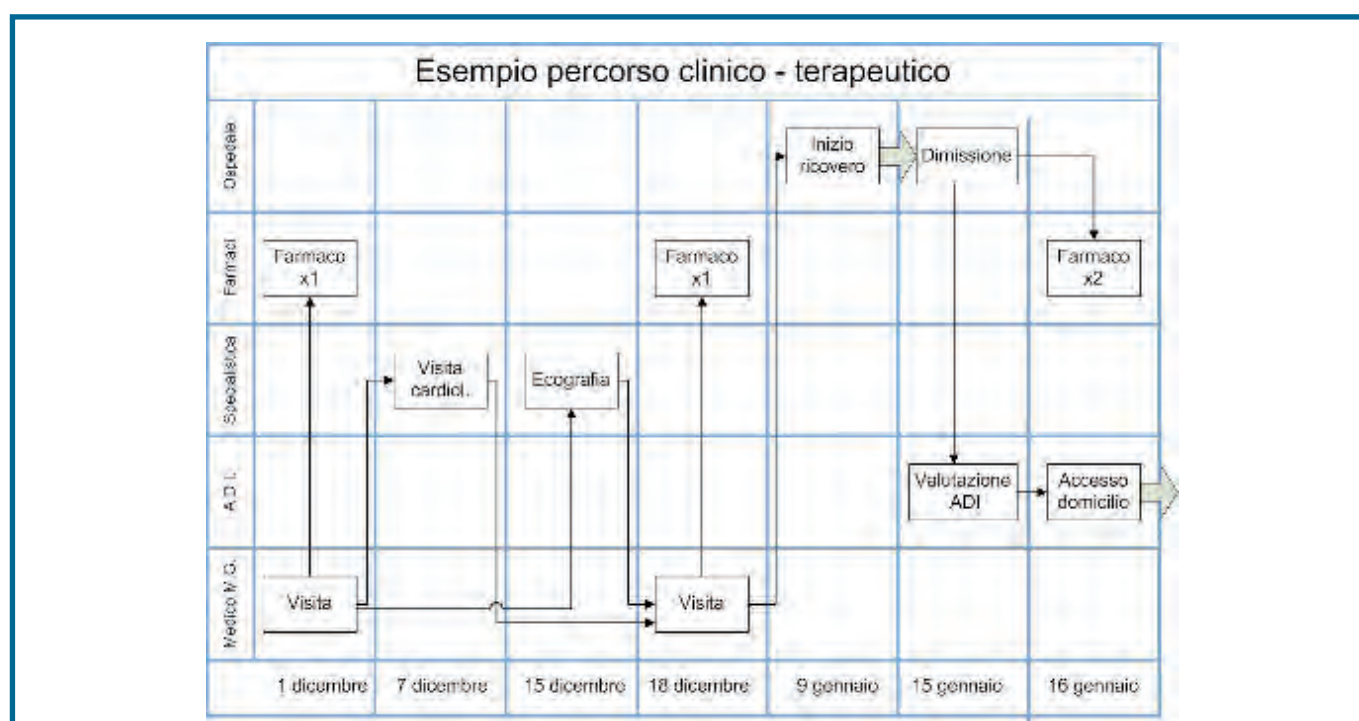 Esempio percorso clinico - terapeutico
Ospedale
Inizio
ricovero
Dimissione
Farmaci
Farmaco
x1
Farmaco
x1
Farmaco
x2
Specialistica
Visita
cardiol.
Ecografia
A.D.I.
Valutazione
ADI
Accesso
domicilio
Medico M.G.
Visita
Visita
1 dicembre
7 dicembre
15 dicembre
18 dicembre
9 gennaio
15 gennaio
16 gennaio